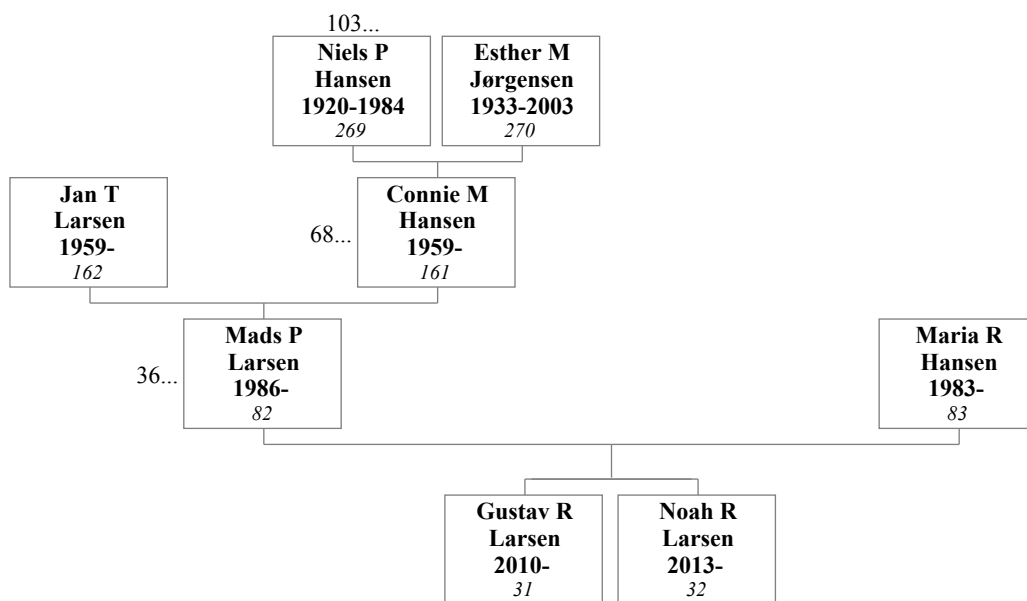 103...
Niels P
Hansen
1920-1984
269
Esther M
Jørgensen
1933-2003
270
Jan T
Larsen
1959-
162
68...
Connie M
Hansen
1959-
161
36...
Mads P
Larsen
1986-
82
Maria R
Hansen
1983-
83
Gustav R
Larsen
2010-
31
Noah R
Larsen
2013-
32